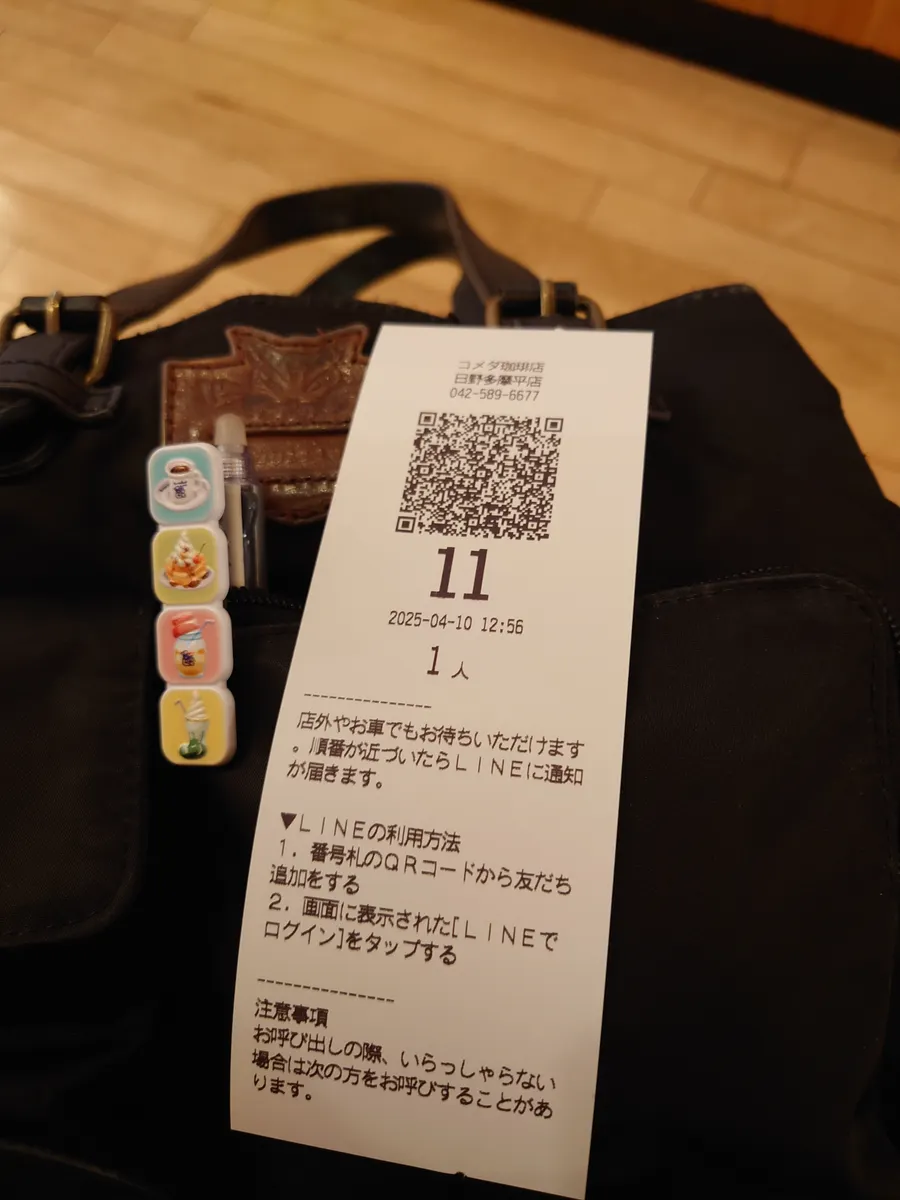 コメダ珈琲店
日野多摩平店
042-589-6677
11
2025-04-10 12:56
1人
---------------
店外やお車でもお待ちいただけます
。順番が近づいたらLINEに通知
が届きます。
▼LINEの利用方法
1．番号札のQRコードから友だち
追加をする
2．画面に表示された[LINEで
ログイン]をタップする
---------------
注意事項
お呼び出しの際、いらっしゃらない
場合は次の方をお呼びすることがあ
ります。